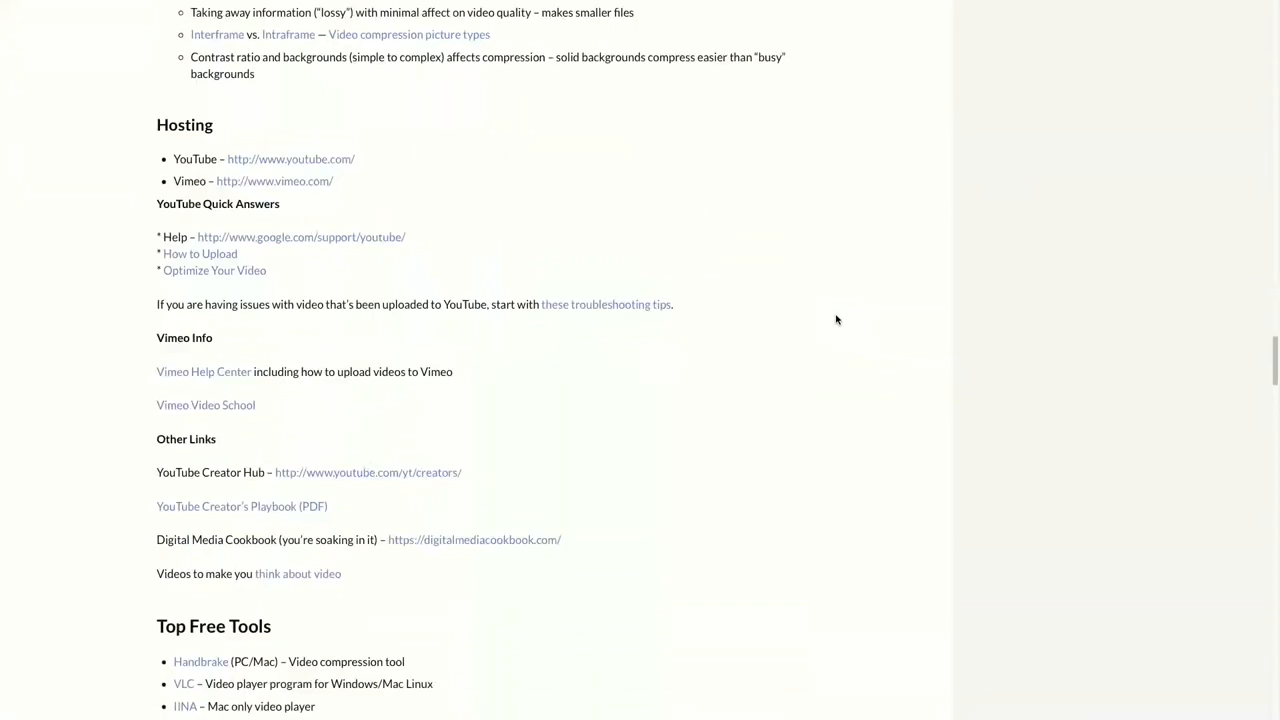 Taking away information (“lossy”) with minimal affect on video quality – makes smaller files
Interframe vs. Intraframe — Video compression picture types
Contrast ratio and backgrounds (simple to complex) affects compression – solid backgrounds compress easier than “busy”
backgrounds
Hosting
YouTube – http://www.youtube.com/
Vimeo – http://www.vimeo.com/
YouTube Quick Answers
* Help – http://www.google.com/support/youtube/
* How to Upload
* Optimize Your Video
If you are having issues with video that’s been uploaded to YouTube, start with these troubleshooting tips.
Vimeo Info
Vimeo Help Center including how to upload videos to Vimeo
Vimeo Video School
Other Links
YouTube Creator Hub – http://www.youtube.com/yt/creators/
YouTube Creator’s Playbook (PDF)
Digital Media Cookbook (you’re soaking in it) – https://digitalmediacookbook.com/
Videos to make you think about video
Top Free Tools
Handbrake (PC/Mac) – Video compression tool
VLC – Video player program for Windows/Mac Linux
IINA – Mac only video player